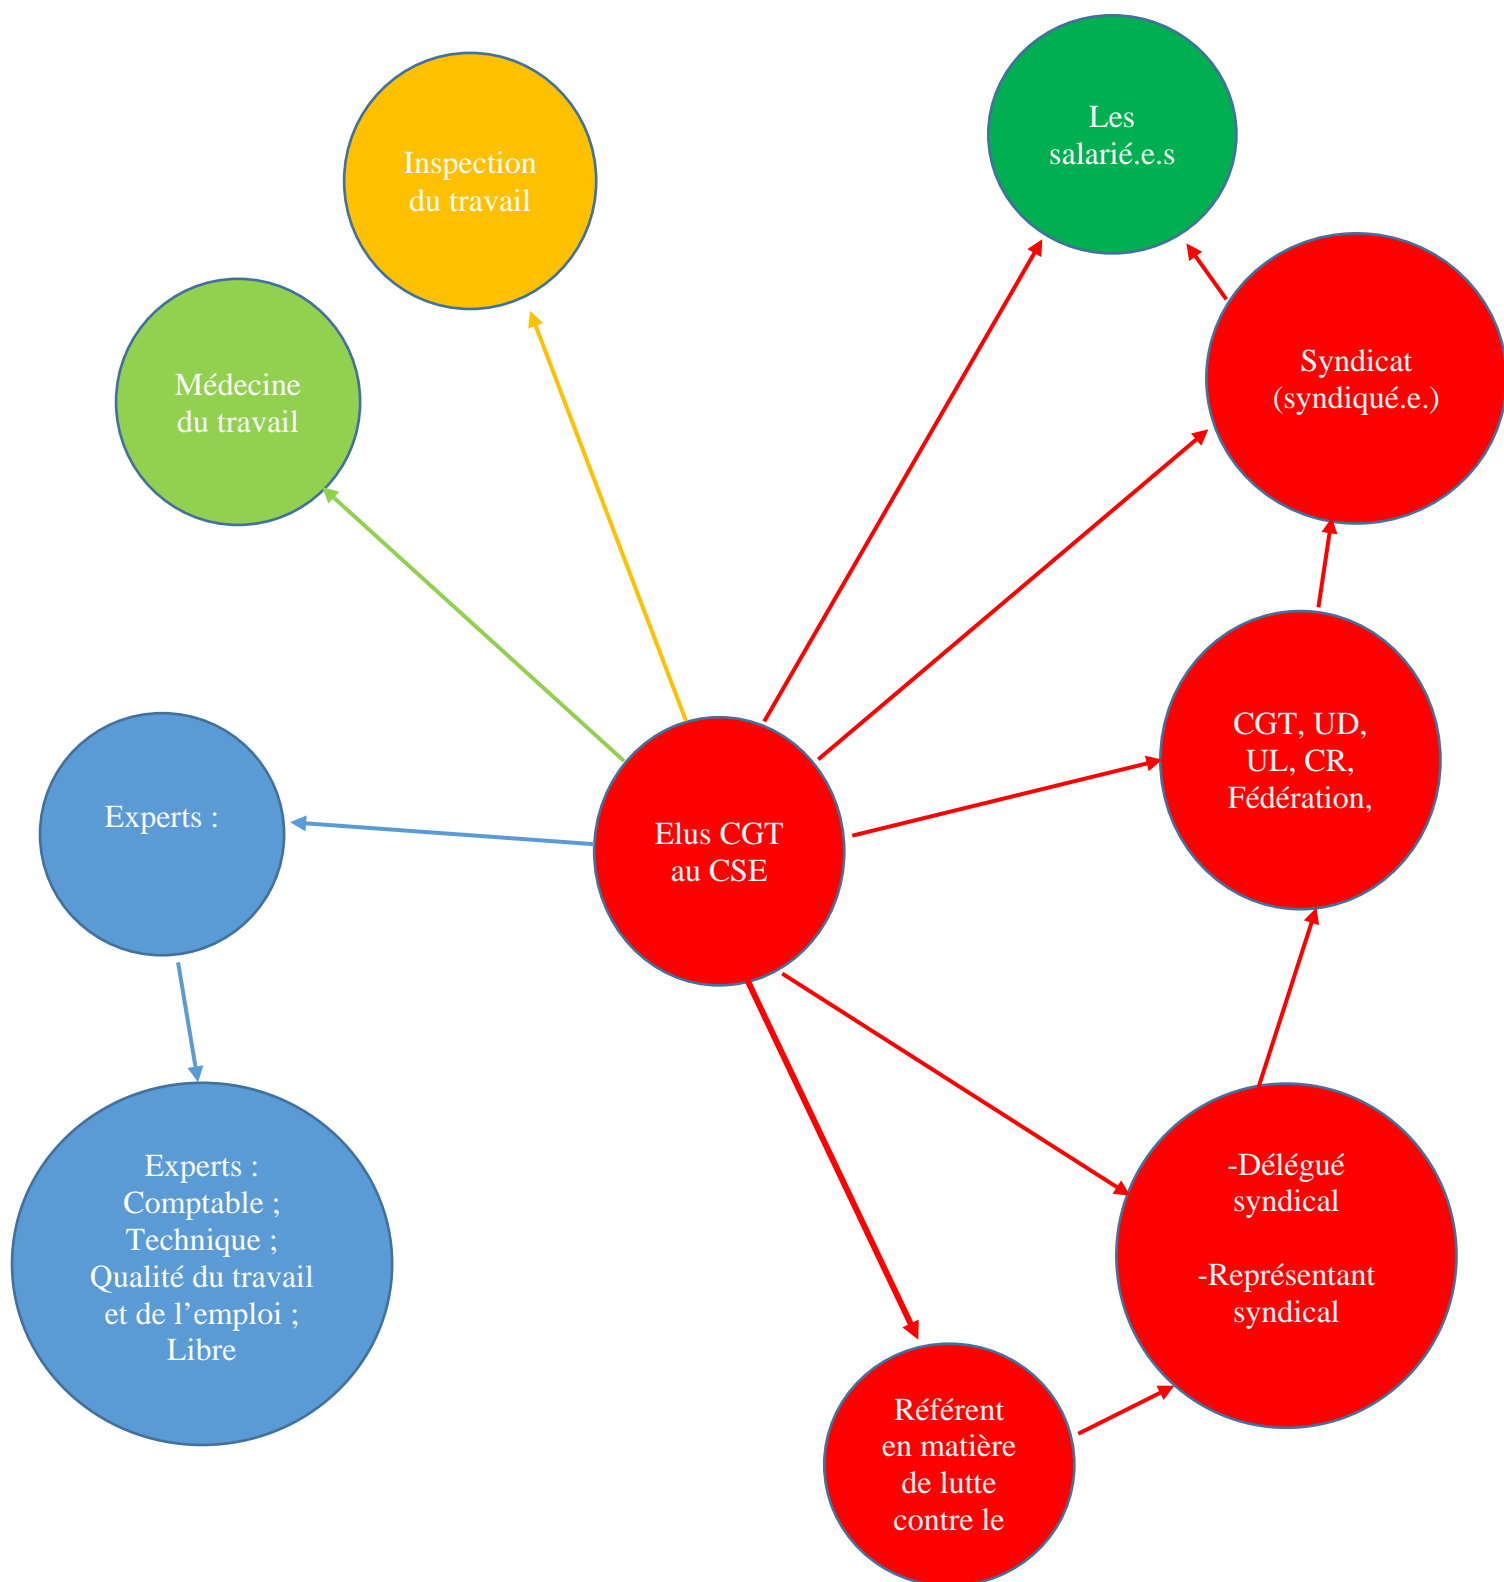 Les
salarié.e.s
Inspection
du travail
Syndicat
(syndiqué.e.)
Médecine
du travail
CGT, UD,
UL, CR,
Fédération,
Experts :
Elus CGT
au CSE
Experts :
Comptable ;
Technique ;
Qualité du travail
et de l’emploi ;
Libre
-Délégué
syndical
-Représentant
syndical
Référent
en matière
de lutte
contre le